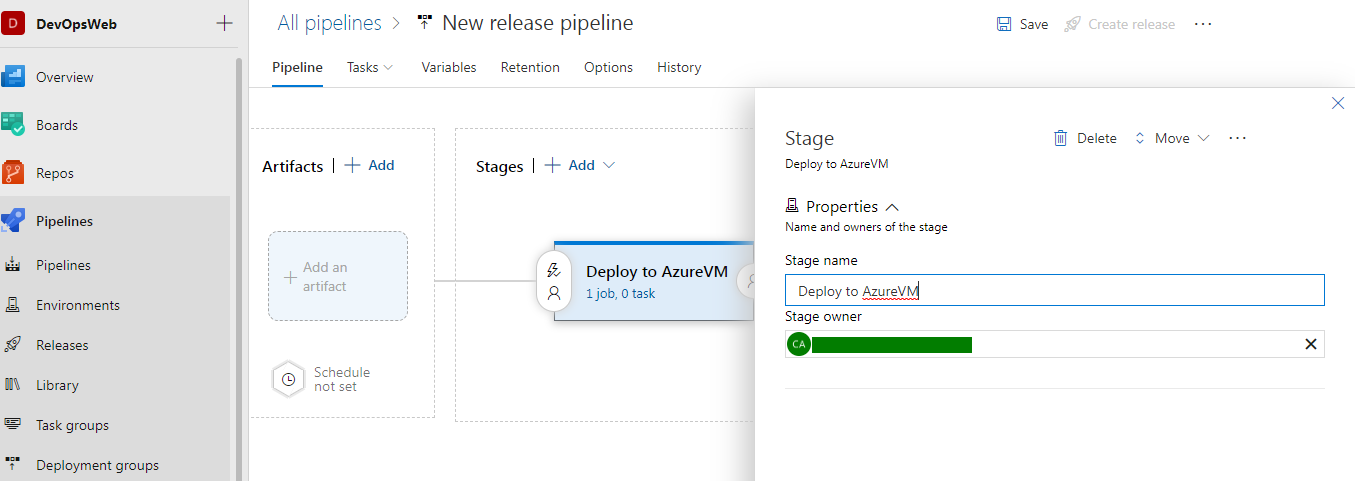 D DevOpsWeb
Overview
Boards
Repos
Pipelines
Pipelines
Environments
Releases
Library
Task groups
Deployment groups
All pipelines > New release pipeline
Save Create release ...
Pipeline Tasks Variables Retention Options History
Artifacts | + Add
Add an
artifact
Schedule
not set
Stages | + Add
Deploy to AzureVM
1 job, 0 task
Stage
Delete Move ...
Deploy to AzureVM
Properties
Name and owners of the stage
Stage name
Deploy to AzureVM
Stage owner
CA